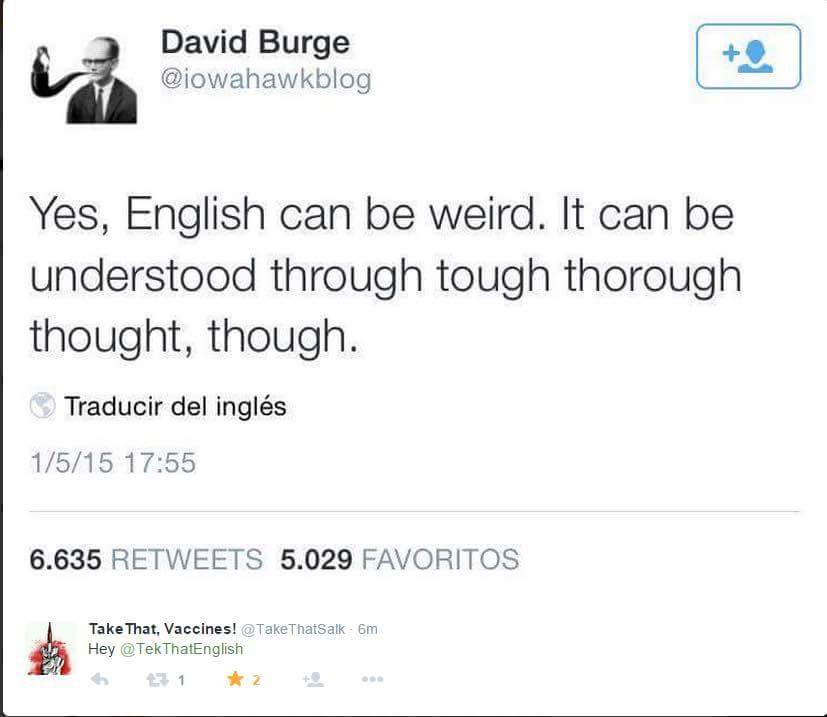 David Burge
@iowahawkblog
Yes, English can be weird. It can be
understood through tough thorough
thought, though.
Traducir del inglés
1/5/15 17:55
6.635 RETWEETS 5.029 FAVORITOS
TakeThat, Vaccines! @TakeThatSalk · 6m
Hey @TekThatEnglish
1 2